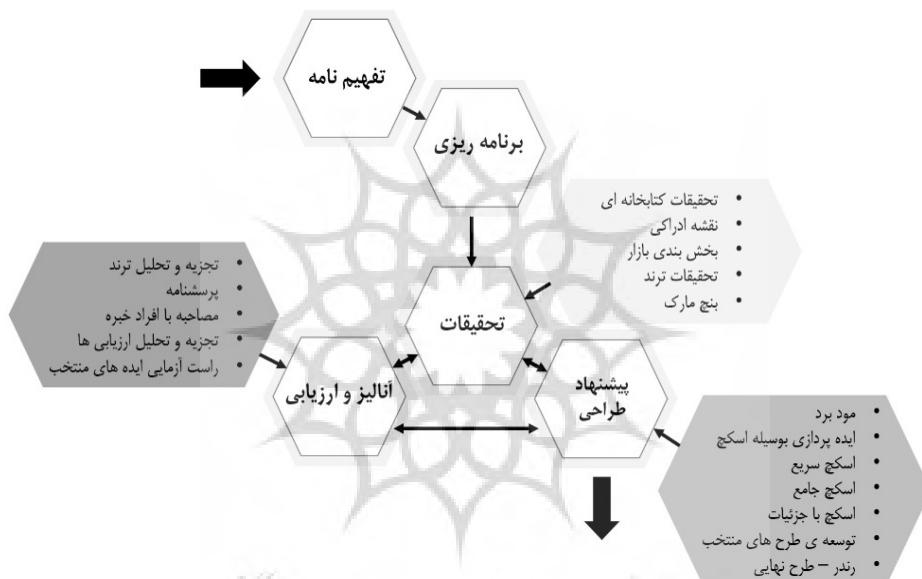 تفهیم نامه
برنامه ریزی
• تحقیقات کتابخانه ای
• نقشه ادراکی
• بخش بندی بازار
• تحقیقات ترند
• بنچ مارک
• تجزیه و تحلیل ترند
• پرسشنامه
• مصاحبه با افراد خبره
• تجزیه و تحلیل ارزیابی ها
• راست آزمایی ایده های منتخب
تحقیقات
آنالیز و ارزیابی
پیشنهاد
طراحی
• مود برد
• ایده پردازی بوسیله اسکچ
• اسکچ سریع
• اسکچ جامع
• اسکچ با جزئیات
• توسعه ی طرح های منتخب
• رندر – طرح نهایی